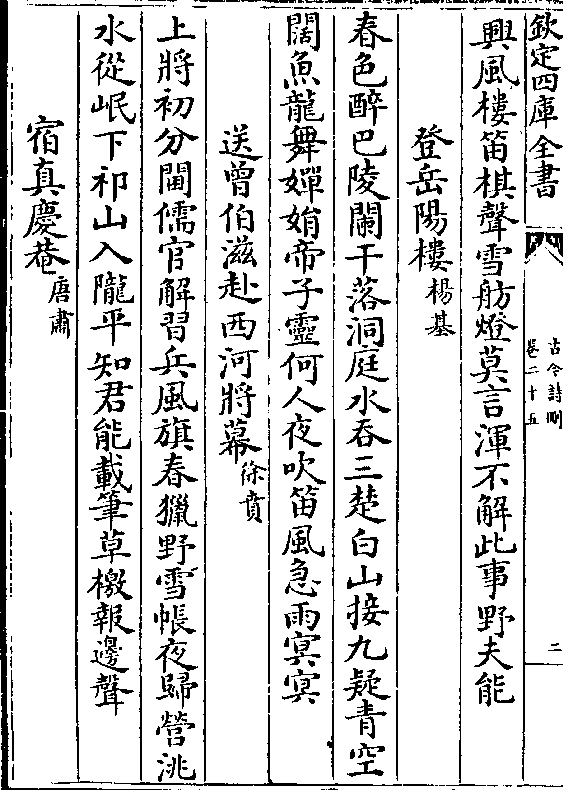 欽定四庫全書
古今詩刪
卷二十五
二
興風樓笛棋聲雪舫燈莫言渾不解此事野夫能
登岳陽樓楊基
春色醉巴陵闌干落洞庭水吞三楚白山接九疑青空
闊魚龍舞嬋娟帝子靈何人夜吹笛風急雨冥冥
送曾伯滋赴西河將幕徐賁
上將初分閫儒官解習兵風旗春獵野雪帳夜歸營洮
水從岷下祁山入隴平知君能載筆草檄報邊聲
宿真慶菴唐肅